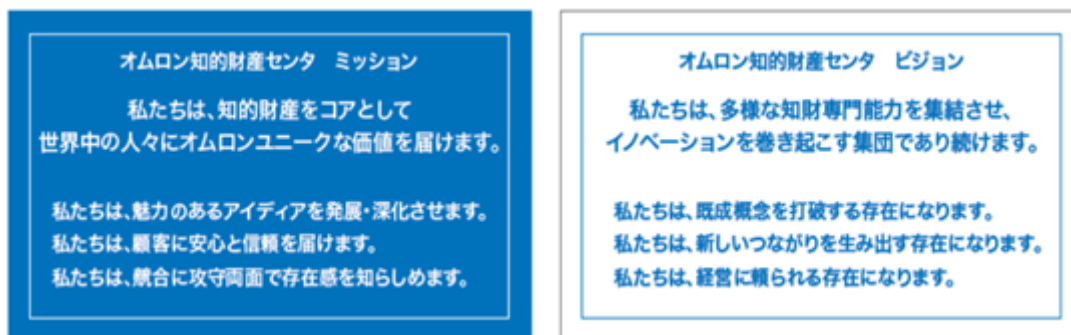 オムロン知的財産センタ　ミッション
私たちは、知的財産をコアとして
世界中の人々にオムロンユニークな価値を届けます。
私たちは、魅力のあるアイディアを発展・深化させます。
私たちは、顧客に安心と信頼を届けます。
私たちは、競合に攻守両面で存在感を知らしめます。
オムロン知的財産センタ　ビジョン
私たちは、多様な知財専門能力を集結させ、
イノベーションを巻き起こす集団であり続けます。
私たちは、既成概念を打破する存在になります。
私たちは、新しいつながりを生み出す存在になります。
私たちは、経営に頼られる存在になります。